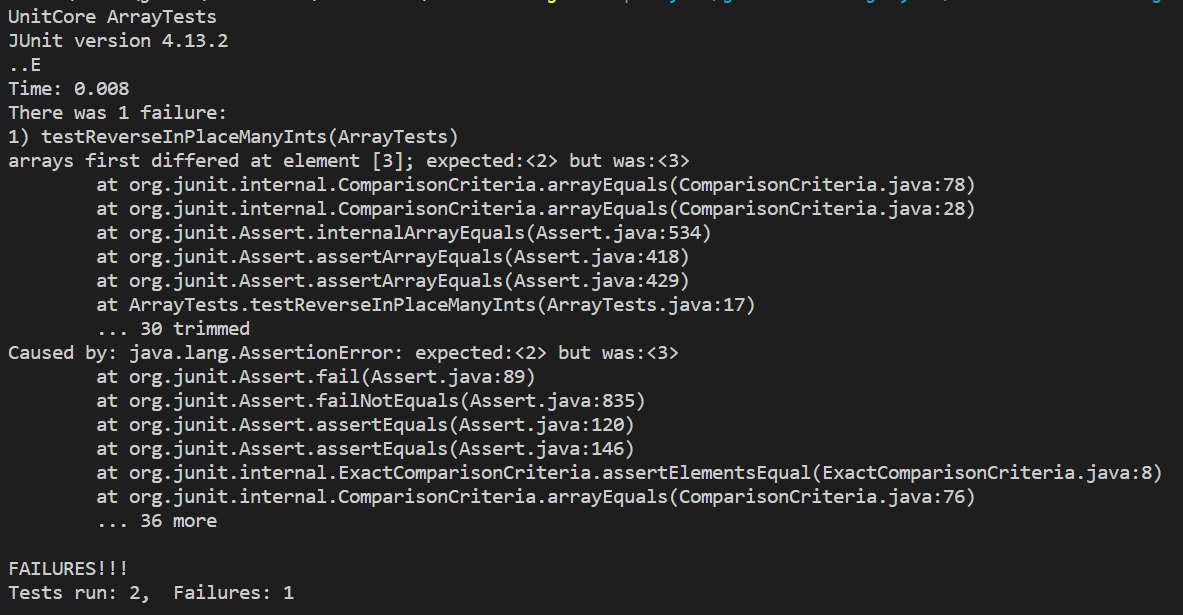 UnitCore ArrayTests
JUnit version 4.13.2
..E
Time: 0.008
There was 1 failure:
1) testReverseInPlaceManyInts(ArrayTests)
arrays first differed at element [3]; expected:<2> but was:<3>
        at org.junit.internal.ComparisonCriteria.arrayEquals(ComparisonCriteria.java:78)
        at org.junit.internal.ComparisonCriteria.arrayEquals(ComparisonCriteria.java:28)
        at org.junit.Assert.internalArrayEquals(Assert.java:534)
        at org.junit.Assert.assertArrayEquals(Assert.java:418)
        at org.junit.Assert.assertArrayEquals(Assert.java:429)
        at ArrayTests.testReverseInPlaceManyInts(ArrayTests.java:17)
        ... 30 trimmed
Caused by: java.lang.AssertionError: expected:<2> but was:<3>
        at org.junit.Assert.fail(Assert.java:89)
        at org.junit.Assert.failNotEquals(Assert.java:835)
        at org.junit.Assert.assertEquals(Assert.java:120)
        at org.junit.Assert.assertEquals(Assert.java:146)
        at org.junit.internal.ExactComparisonCriteria.assertElementsEqual(ExactComparisonCriteria.java:8)
        at org.junit.internal.ComparisonCriteria.arrayEquals(ComparisonCriteria.java:76)
        ... 36 more

FAILURES!!!
Tests run: 2,  Failures: 1